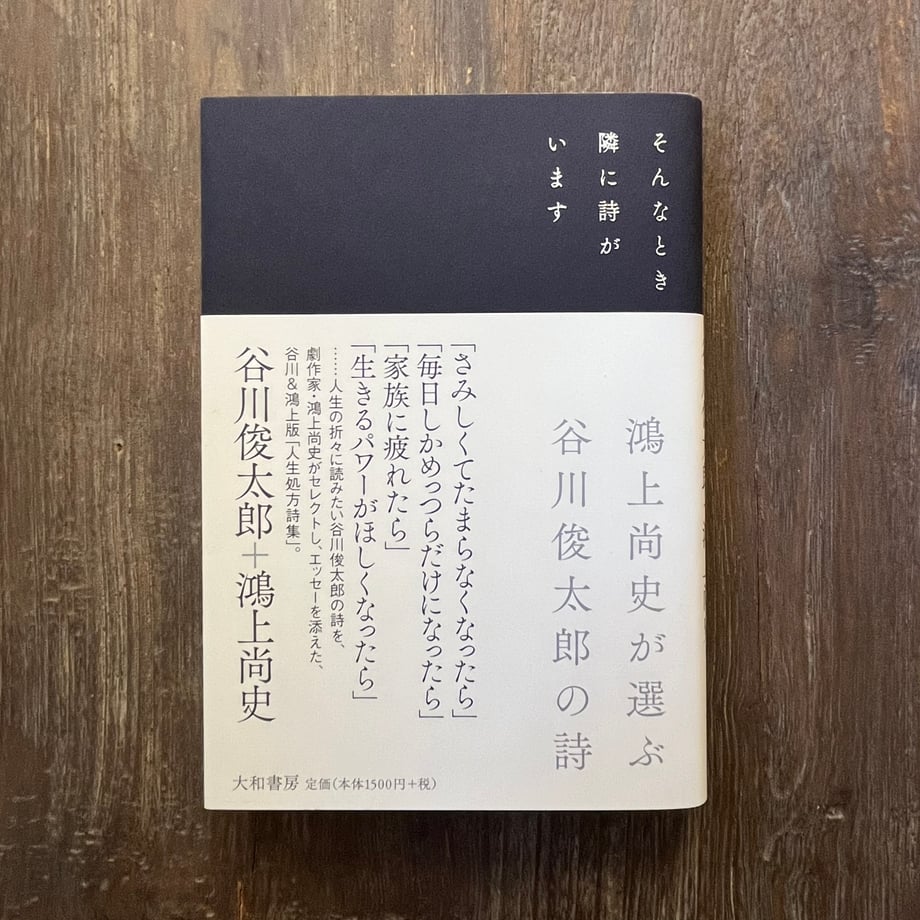 そんなとき
隣に詩が
います
鴻上尚史が選ぶ
谷川俊太郎の詩
「さみしくてたまらなくなったら」
「毎日しかめっつらだけになったら」
「家族に疲れたら」
「生きるパワーがほしくなったら」
……人生の折々に読みたい谷川俊太郎の詩を、
劇作家・鴻上尚史がセレクトし、エッセーを添えた、
谷川&鴻上版「人生処方詩集」。
谷川俊太郎+鴻上尚史
大和書房 定価(本体1500円+税)